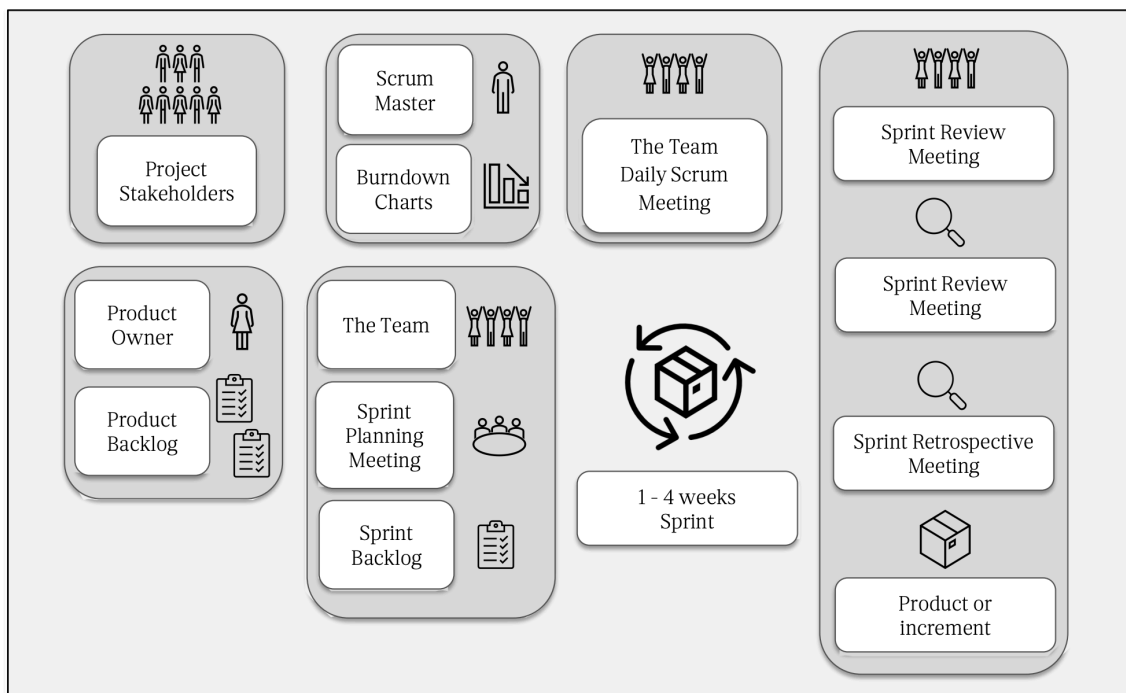 Project
Stakeholders
Scrum
Master
Burndown
Charts
The Team
Daily Scrum
Meeting
Sprint Review
Meeting
Sprint Review
Meeting
Sprint Retrospective
Meeting
Product or
increment
Product
Owner
Product
Backlog
The Team
Sprint
Planning
Meeting
Sprint
Backlog
1 - 4 weeks
Sprint